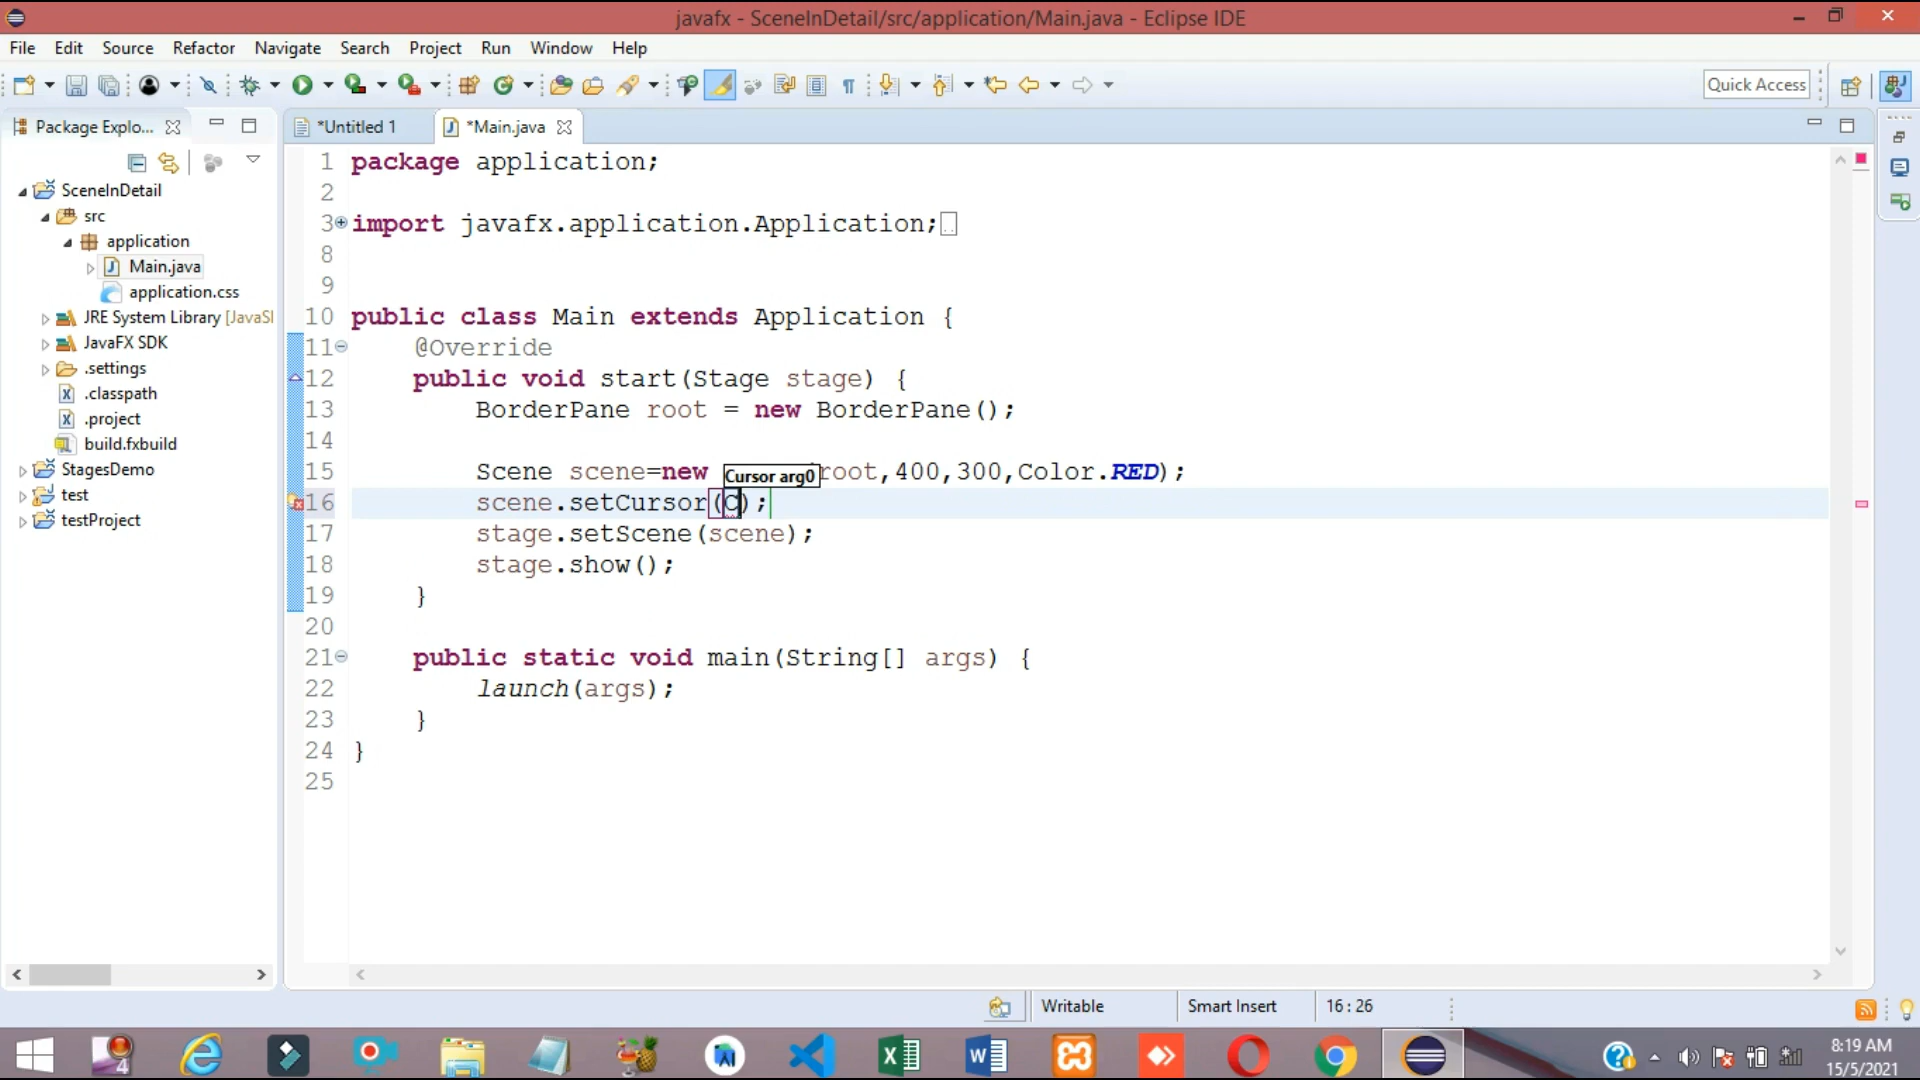 javafx - SceneInDetail/src/application/Main.java - Eclipse IDE
File Edit Source Refactor Navigate Search Project Run Window Help
Quick Access
Package Explo...
*Untitled 1
*Main.java
SceneInDetail
src
application
Main.java
application.css
JRE System Library [JavaSI
JavaFX SDK
.settings
.classpath
.project
build.fxbuild
StagesDemo
test
testProject
1 package application;
2
3 import javafx.application.Application;
8
9
10 public class Main extends Application {
11 @Override
12 public void start(Stage stage) {
13 BorderPane root = new BorderPane();
14
15 Scene scene=new root,400,300,Color.RED);
Cursor arg0
16 scene.setCursor(C);
17 stage.setScene(scene);
18 stage.show();
19 }
20
21 public static void main(String[] args) {
22 launch(args);
23 }
24 }
25
Writable
Smart Insert
16 : 26
4
8:19 AM
15/5/2021